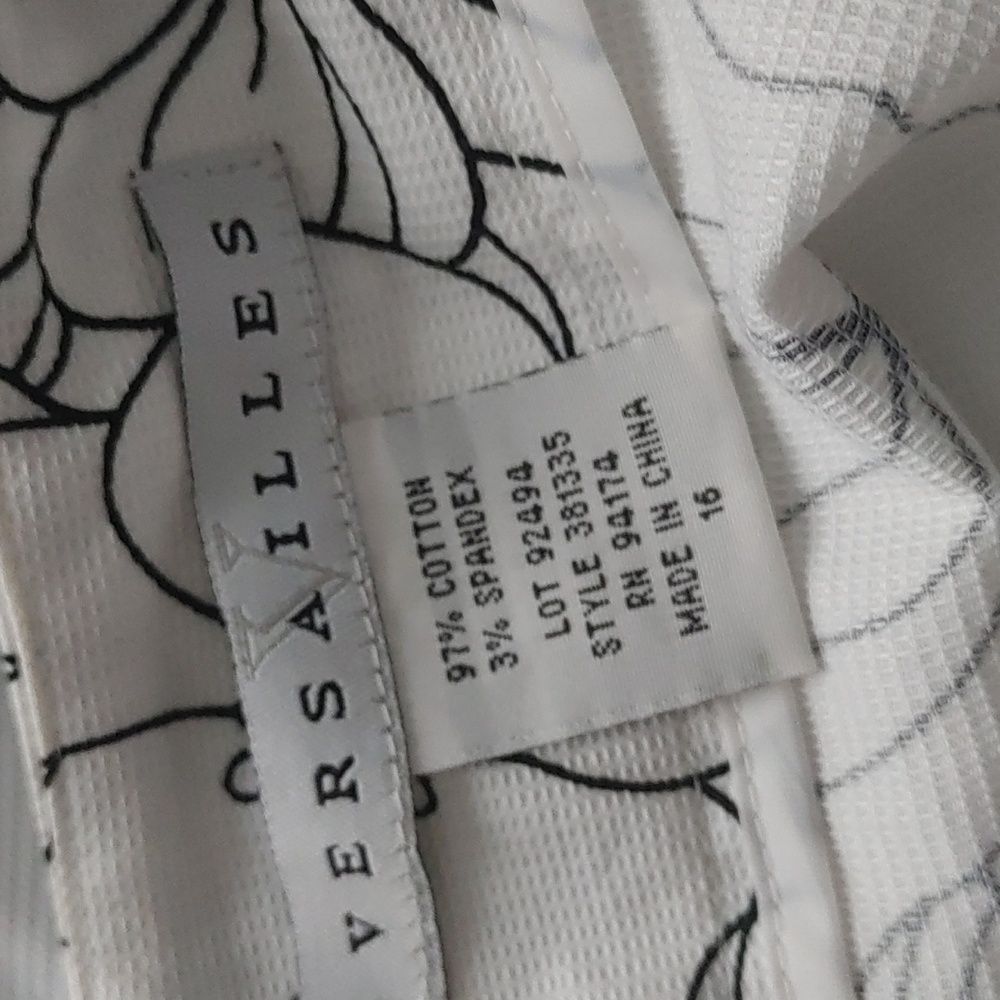 VERSAILLES
97% COTTON
3% SPANDEX
LOT 92494
STYLE 381335
RN 94174
MADE IN CHINA
16